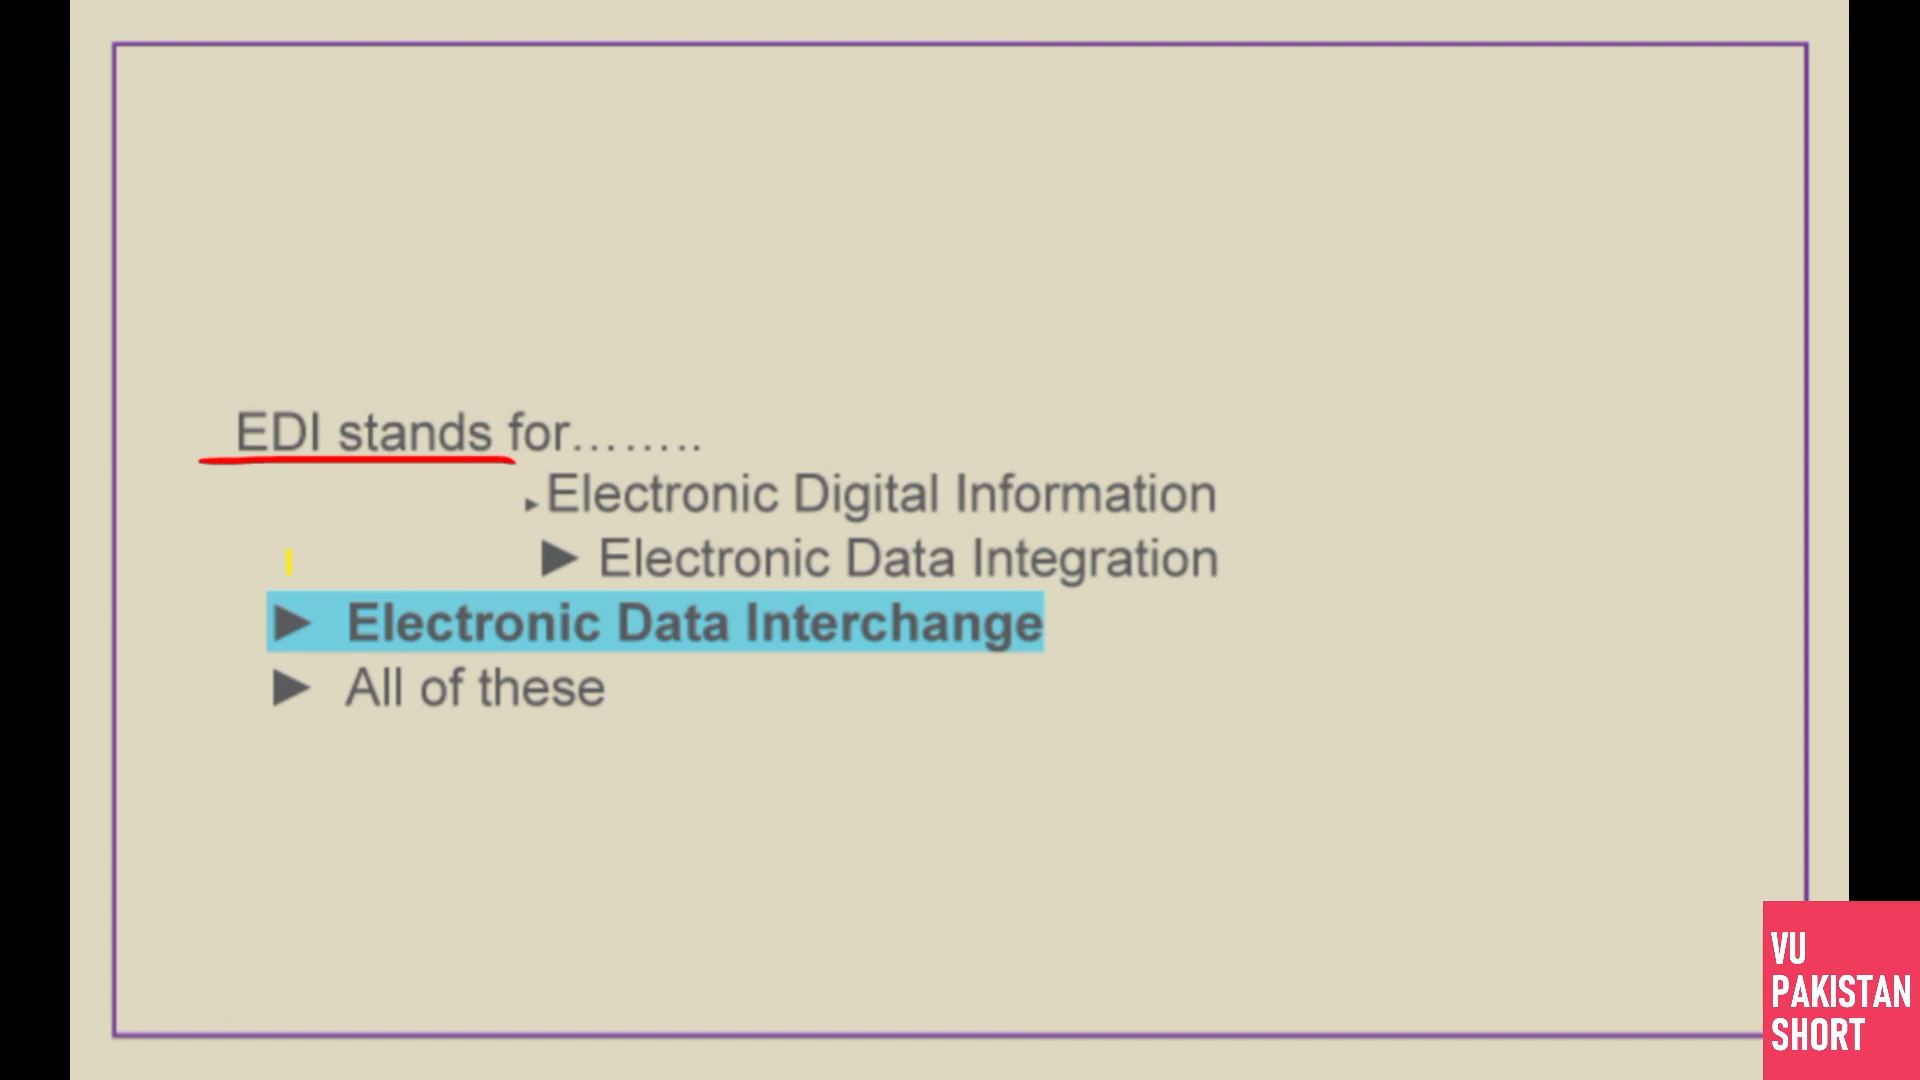 EDI stands for……..
►Electronic Digital Information
► Electronic Data Integration
► Electronic Data Interchange
► All of these
VU
PAKISTAN
SHORT